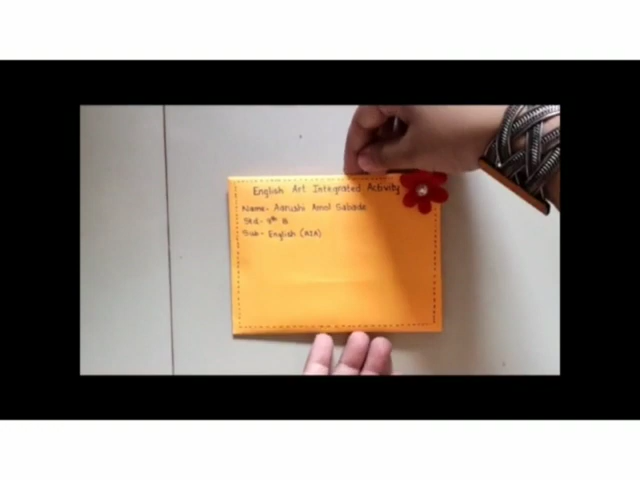 English Art Integrated Activity
Name- Aarushi Amol Sabade
Std- 9th B
Sub- English (AIA)